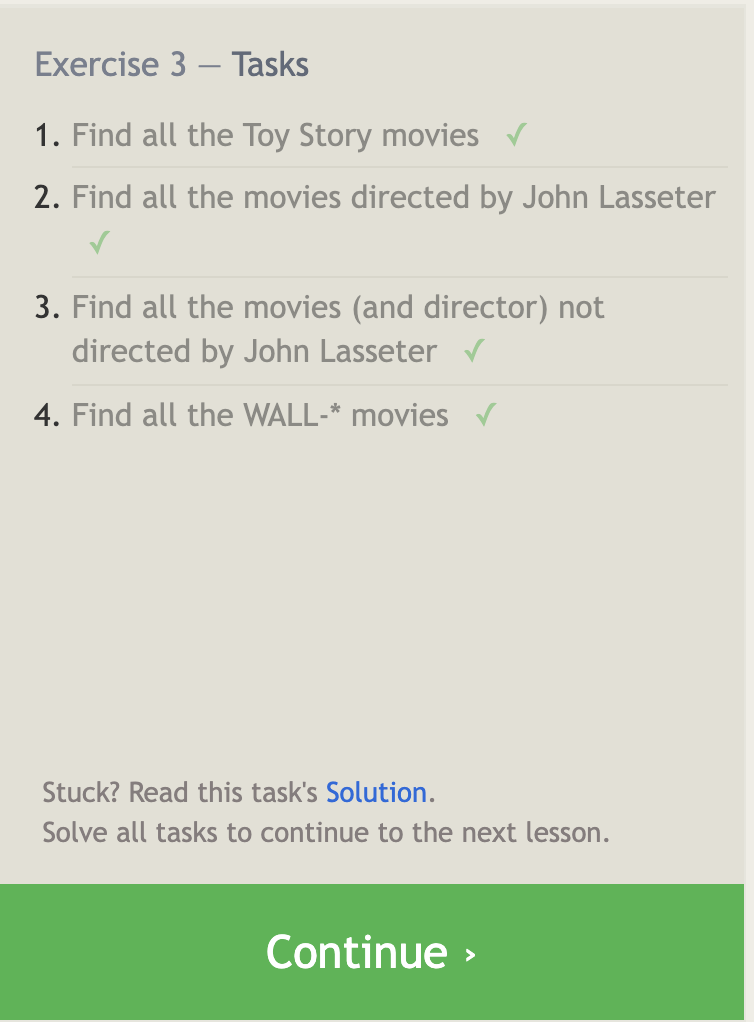 Exercise 3 — Tasks
1. Find all the Toy Story movies ✓
2. Find all the movies directed by John Lasseter
✓
3. Find all the movies (and director) not
directed by John Lasseter ✓
4. Find all the WALL-* movies ✓
Stuck? Read this task's Solution.
Solve all tasks to continue to the next lesson.
Continue ›